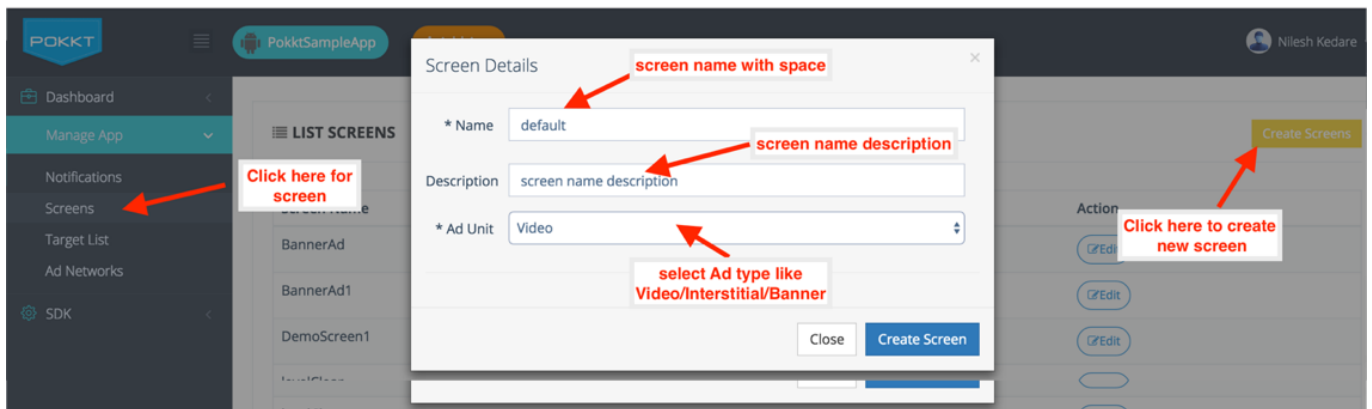 POKKT
PokktSampleApp
Nilesh Kedare
Screen Details
×
screen name with space
Dashboard
Manage App
LIST SCREENS
* Name
default
Create Screens
screen name description
Notifications
Click here for
screen
Description
screen name description
Screens
Screen Name
Action
* Ad Unit
Video
Click here to create
new screen
Target List
BannerAd
Edit
Ad Networks
select Ad type like
Video/Interstitial/Banner
BannerAd1
Edit
SDK
DemoScreen1
Close
Create Screen
Edit